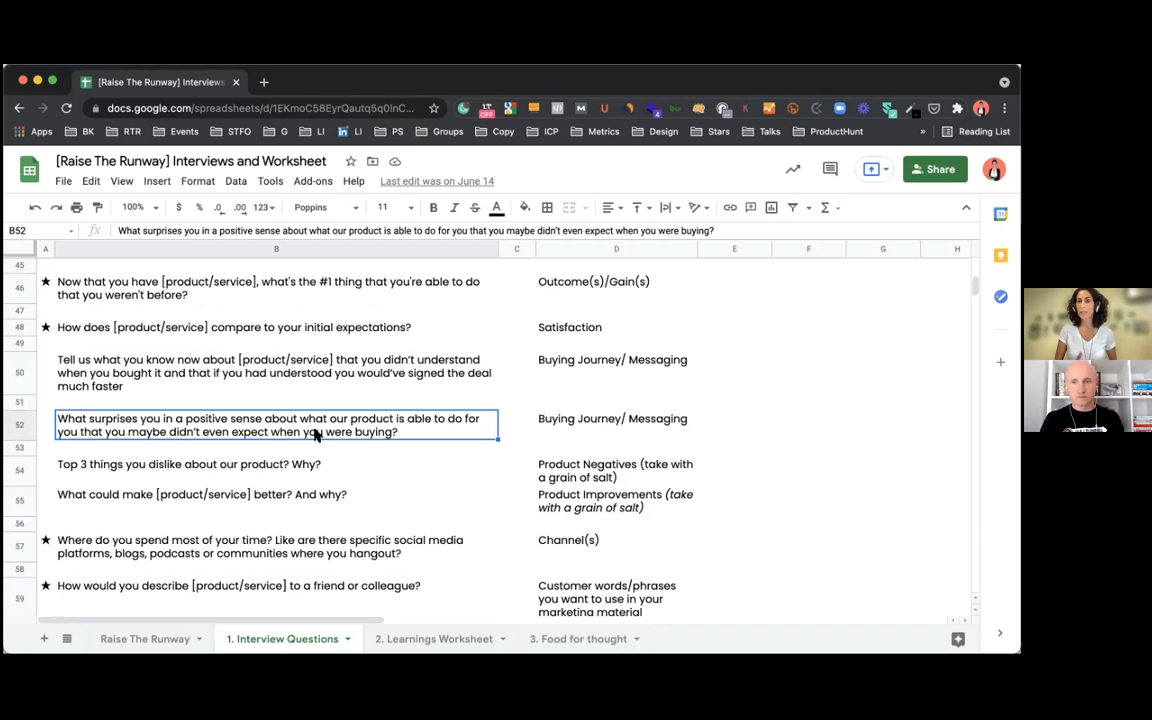 [Raise The Runway] Interviews
docs.google.com/spreadsheets/d/1EKmoC58EyrQautq5q0lnC...
LT
OFF
Apps BK RTR Events STFO G LI LI PS Groups Copy ICP Metrics Design Stars Talks ProductHunt » Reading List
[Raise The Runway] Interviews and Worksheet
File Edit View Insert Format Data Tools Add-ons Help Last edit was on June 14
Share
100% $ % .0 .00 123 Poppins 11 B I S A
B52 fx What surprises you in a positive sense about what our product is able to do for you that you maybe didn't even expect when you were buying?
A B C D E F G H
45
46 ★ Now that you have [product/service], what's the #1 thing that you're able to do Outcome(s)/Gain(s)
that you weren't before?
47
48 ★ How does [product/service] compare to your initial expectations? Satisfaction
49
50 Tell us what you know now about [product/service] that you didn't understand Buying Journey/ Messaging
when you bought it and that if you had understood you would've signed the deal
much faster
51
52 What surprises you in a positive sense about what our product is able to do for Buying Journey/ Messaging
you that you maybe didn't even expect when you were buying?
53
54 Top 3 things you dislike about our product? Why? Product Negatives (take with
a grain of salt)
55 What could make [product/service] better? And why? Product Improvements (take
with a grain of salt)
56
57 ★ Where do you spend most of your time? Like are there specific social media Channel(s)
platforms, blogs, podcasts or communities where you hangout?
58
59 ★ How would you describe [product/service] to a friend or colleague? Customer words/phrases
you want to use in your
marketing material
Raise The Runway 1. Interview Questions 2. Learnings Worksheet 3. Food for thought